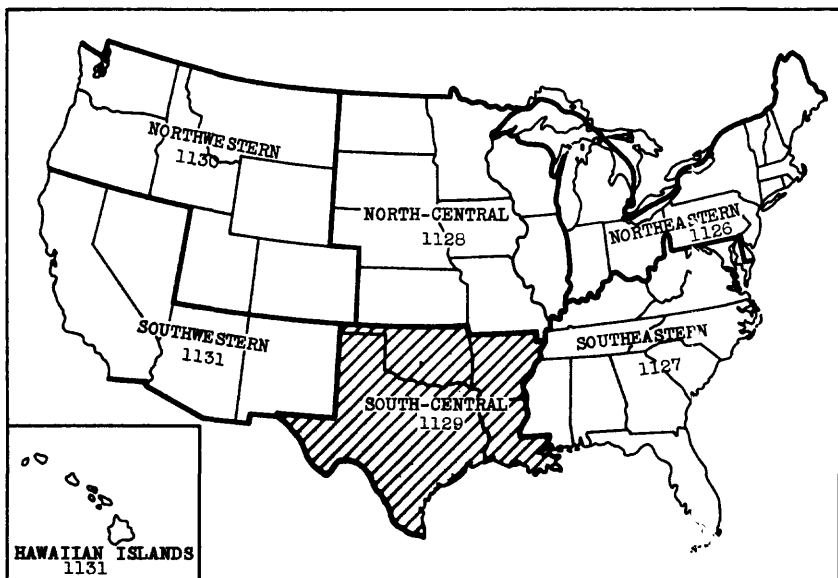 NORTHWESTERN
1130
NORTH-CENTRAL
1128
NORTHEASTERN
1126
SOUTHWESTERN
1131
SOUTHEASTERN
1127
SOUTH-CENTRAL
1129
HAWAIIAN ISLANDS
1131